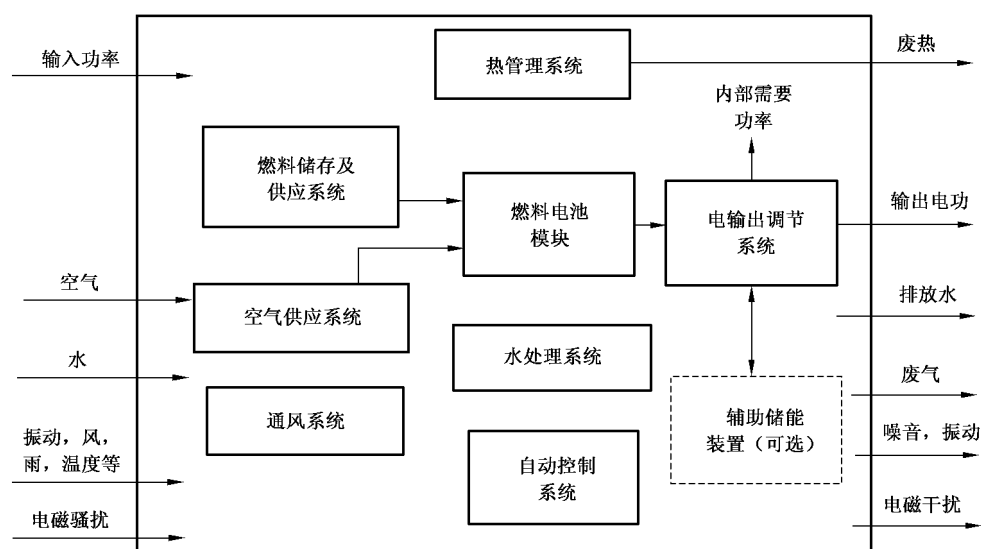 输入功率
热管理系统
废热
内部需要
功率
燃料储存及
供应系统
燃料电池
模块
电输出调节
系统
输出电功
空气
空气供应系统
排放水
水
水处理系统
废气
通风系统
辅助储能
装置（可选）
振动，风，
雨，温度等
噪音，振动
自动控制
系统
电磁骚扰
电磁干扰